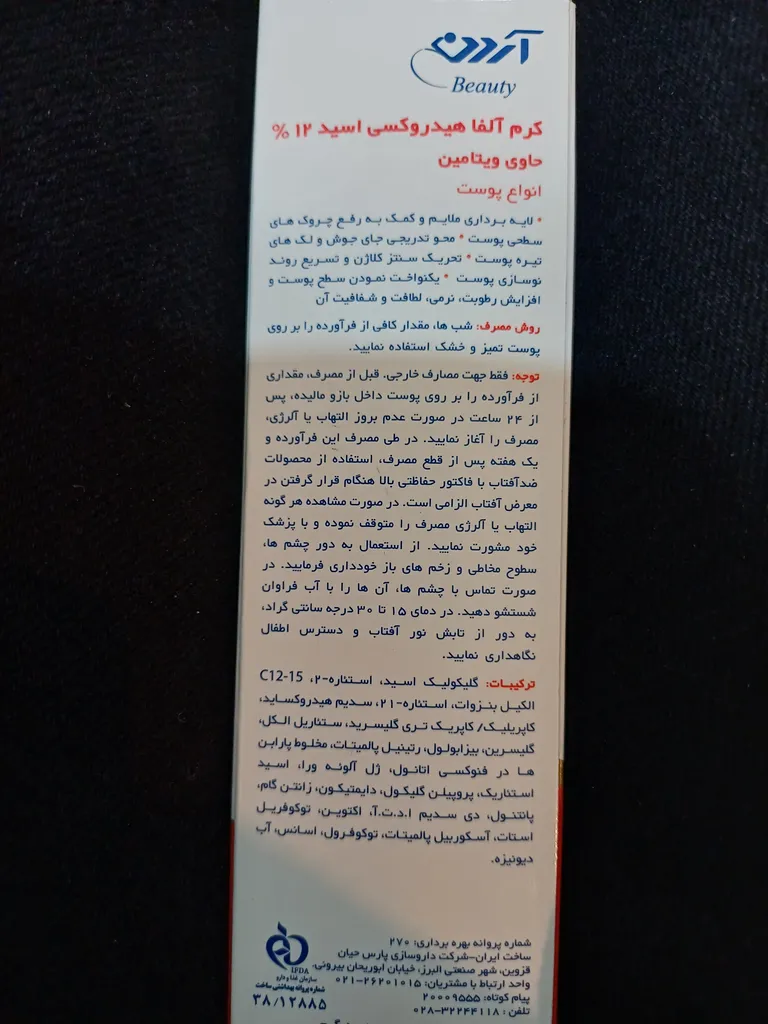 آردن
Beauty
کرم آلفا هیدروکسی اسید ۱۲ %
حاوی ویتامین
انواع پوست
* لایه برداری ملایم و کمک به رفع چروک های
سطحی پوست * محو تدریجی جای جوش و لک های
تیره پوست * تحریک سنتز کلاژن و تسریع روند
نوسازی پوست * یکنواخت نمودن سطح پوست و
افزایش رطوبت، نرمی، لطافت و شفافیت آن
روش مصرف: شب ها، مقدار کافی از فرآورده را بر روی
پوست تمیز و خشک استفاده نمایید.
توجه: فقط جهت مصارف خارجی. قبل از مصرف، مقداری
از فرآورده را بر روی پوست داخل بازو مالیده، پس
از ۲۴ ساعت در صورت عدم بروز التهاب یا آلرژی،
مصرف را آغاز نمایید. در طی مصرف این فرآورده و
یک هفته پس از قطع مصرف، استفاده از محصولات
ضدآفتاب با فاکتور حفاظتی بالا هنگام قرار گرفتن در
معرض آفتاب الزامی است. در صورت مشاهده هر گونه
التهاب یا آلرژی مصرف را متوقف نموده و با پزشک
خود مشورت نمایید. از استعمال به دور چشم ها،
سطوح مخاطی و زخم های باز خودداری فرمایید. در
صورت تماس با چشم ها، آن ها را با آب فراوان
شستشو دهید. در دمای ۱۵ تا ۳۰ درجه سانتی گراد،
به دور از تابش نور آفتاب و دسترس اطفال
نگاهداری نمایید.
ترکیبات: گلیکولیک اسید، استئاره-۲، C12-15
الکیل بنزوات، استئاره-۲۱، سدیم هیدروکساید،
کاپریلیک/ کاپریک تری گلیسرید، ستئاریل الکل،
گلیسرین، بیزابولول، رتینیل پالمیتات، مخلوط پارابن
ها در فنوکسی اتانول، ژل آلوئه ورا، اسید
استئاریک، پروپیلن گلیکول، دایمتیکون، زانتن گام،
پانتنول، دی سدیم ا.د.ت.آ، اکتوین، توکوفریل
استات، آسکوربیل پالمیتات، توکوفرول، اسانس، آب
دیونیزه.
شماره پروانه بهره برداری: ۲۷۰
ساخت ایران-شرکت داروسازی پارس حیان
قزوین، شهر صنعتی البرز، خیابان ابوریحان بیرونی،
واحد ارتباط با مشتریان: ۲۶۲۰۱۰۱۵-۰۲۱
پیام کوتاه: ۲۰۰۰۹۵۵۵
تلفن : ۳۲۲۴۴۱۱۸-۰۲۸
IFDA
سازمان غذا و دارو
شماره پروانه بهداشتی ساخت
۳۸/۱۲۸۸۵